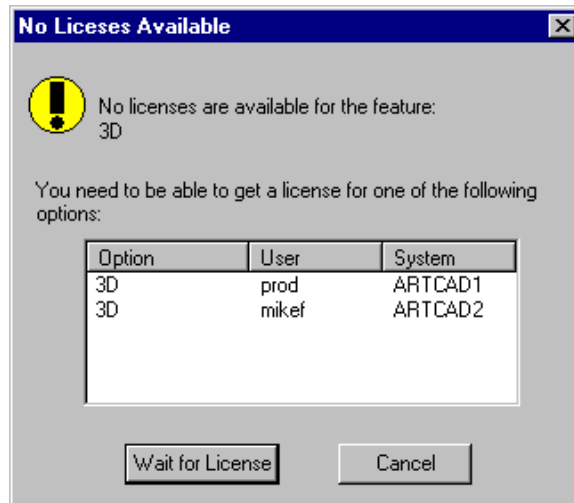 No Liceses Available
No licenses are available for the feature:
3D
You need to be able to get a license for one of the following
options:
Option User System
3D prod ARTCAD1
3D mikef ARTCAD2
Wait for License Cancel